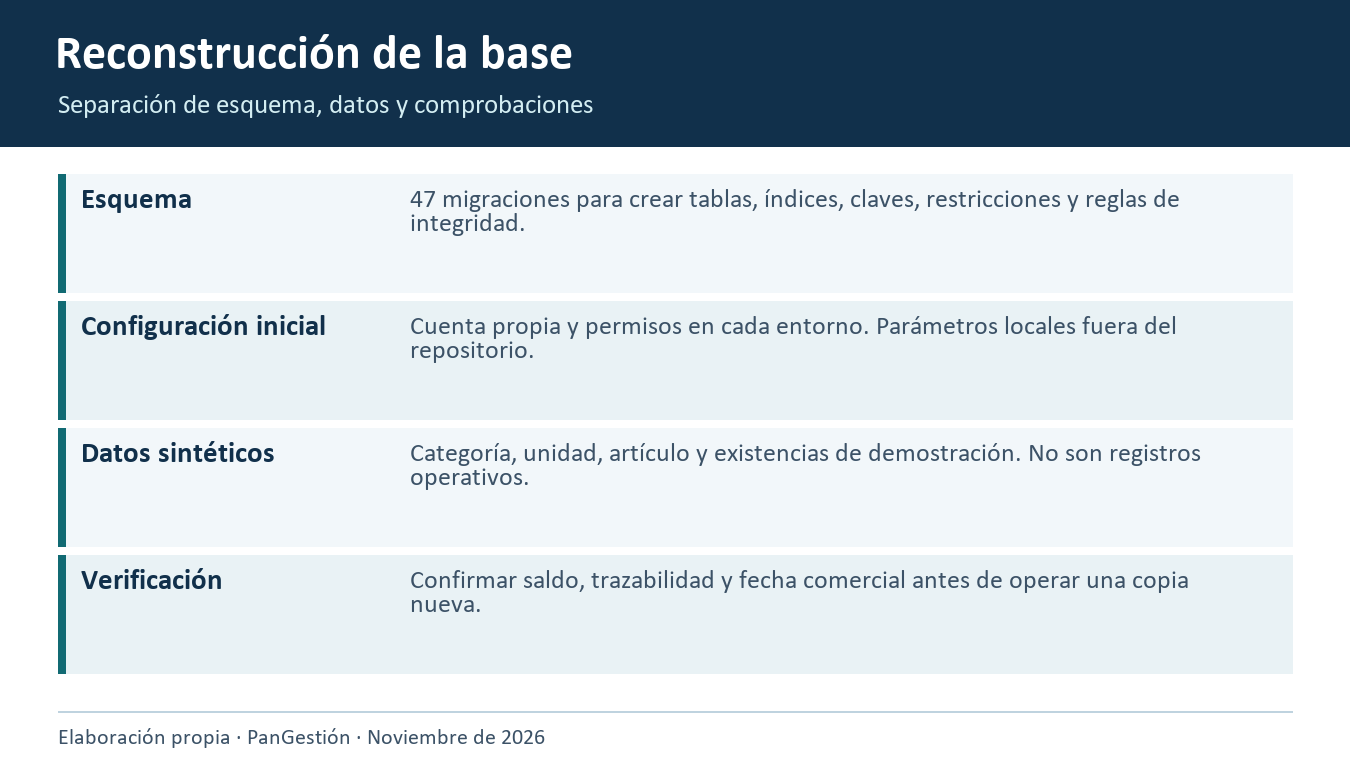 Reconstrucción de la base
Separación de esquema, datos y comprobaciones
Esquema
47 migraciones para crear tablas, índices, claves, restricciones y reglas de
integridad.
Configuración inicial
Cuenta propia y permisos en cada entorno. Parámetros locales fuera del
repositorio.
Datos sintéticos
Categoría, unidad, artículo y existencias de demostración. No son registros
operativos.
Verificación
Confirmar saldo, trazabilidad y fecha comercial antes de operar una copia
nueva.
Elaboración propia · PanGestión · Noviembre de 2026